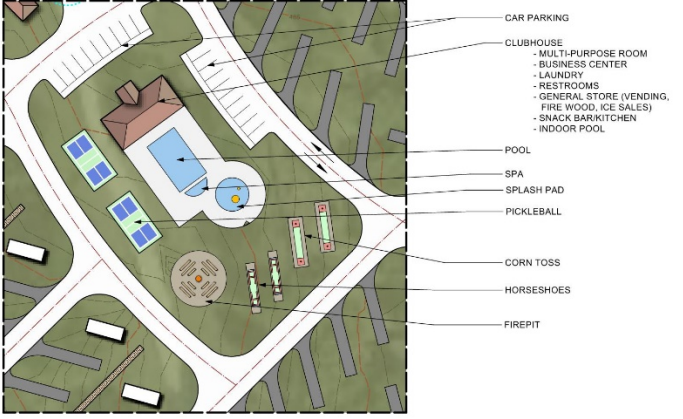 CAR PARKING
CLUBHOUSE
- MULTI-PURPOSE ROOM
- BUSINESS CENTER
- LAUNDRY
- RESTROOMS
- GENERAL STORE (VENDING,
FIRE WOOD, ICE SALES)
- SNACK BAR/KITCHEN
- INDOOR POOL
POOL
SPA
SPLASH PAD
PICKLEBALL
CORN TOSS
HORSESHOES
FIREPIT